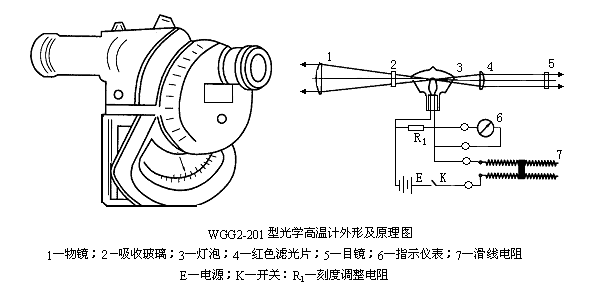 1
2
3
4
5
6
R1
7
E
K
WGG2-201 型光学高温计外形及原理图
1—物镜；2—吸收玻璃；3—灯泡；4—红色滤光片；5—目镜；6—指示仪表；7—滑线电阻
E—电源；K—开关；R1—刻度调整电阻